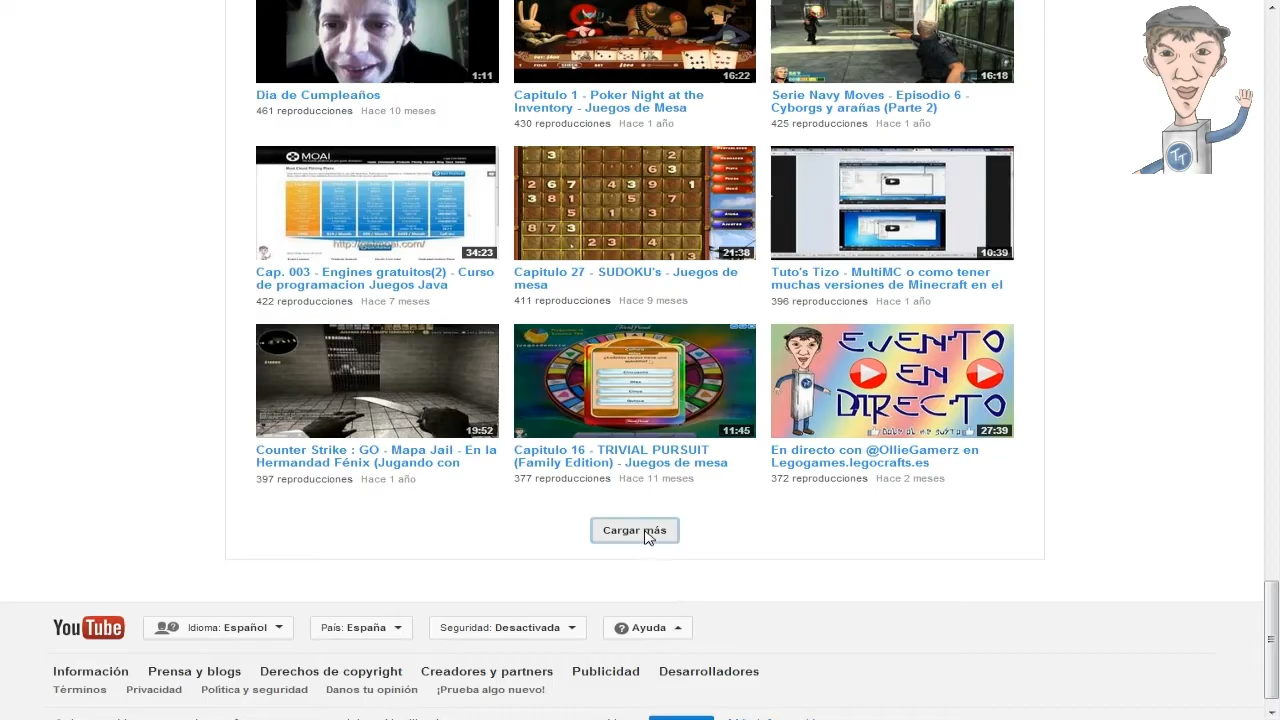 1:11
16:22
16:18
Dia de Cumpleaños
461 reproducciones Hace 10 meses
Capitulo 1 - Poker Night at the
Inventory - Juegos de Mesa
430 reproducciones Hace 1 año
Serie Navy Moves - Episodio 6 -
Cyborgs y arañas (Parte 2)
425 reproducciones Hace 1 año
MOAI
34:23
21:38
10:39
Cap. 003 - Engines gratuitos(2) - Curso
de programacion Juegos Java
422 reproducciones Hace 7 meses
Capitulo 27 - SUDOKU's - Juegos de
mesa
411 reproducciones Hace 9 meses
Tuto's Tizo - MultiMC o como tener
muchas versiones de Minecraft en el
396 reproducciones Hace 1 año
19:52
11:45
EVENTO
EN
DIRECTO
27:39
Counter Strike : GO - Mapa Jail - En la
Hermandad Fénix (Jugando con
397 reproducciones Hace 1 año
Capitulo 16 - TRIVIAL PURSUIT
(Family Edition) - Juegos de mesa
377 reproducciones Hace 11 meses
En directo con @OllieGamerz en
Legogames.legocrafts.es
372 reproducciones Hace 2 meses
Cargar más
YouTube
Idioma: Español
País: España
Seguridad: Desactivada
Ayuda
Información Prensa y blogs Derechos de copyright Creadores y partners Publicidad Desarrolladores
Términos Privacidad Política y seguridad Danos tu opinión ¡Prueba algo nuevo!
TT